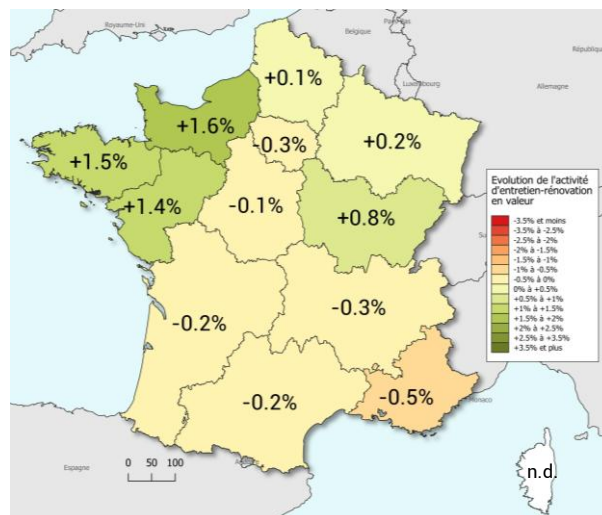 Royaume-Uni
Belgique
Pays-Bas
République
+0.1%
Luxembourg
Allemagne
+1.6%
-0.3%
+0.2%
+1.5%
+1.4%
-0.1%
+0.8%
Evolution de l'activité
d'entretien-rénovation
en valeur
-3.5% et moins
-3.5% à -2.5%
-2.5% à -2%
-2% à -1.5%
-1.5% à -1%
-1% à -0.5%
-0.5% à 0%
0% à +0.5%
+0.5% à +1%
+1% à +1.5%
+1.5% à +2%
+2% à +2.5%
+2.5% à +3.5%
+3.5% et plus
-0.2%
-0.3%
-0.2%
-0.5%
Monaco
Espagne
0 50 100
n.d.